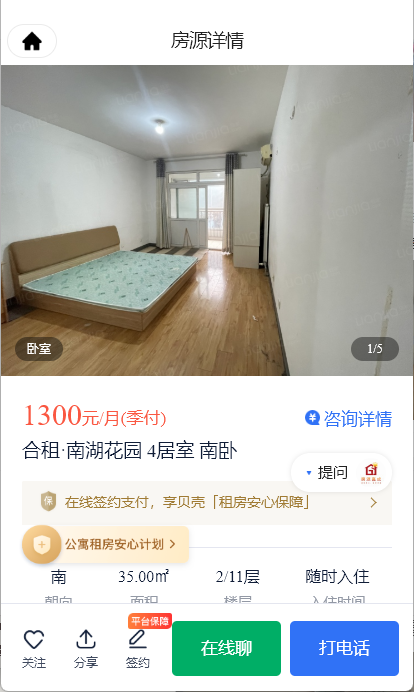 房源详情
卧室
1/5
1300元/月(季付)
咨询详情
合租·南湖花园 4居室 南卧
提问
保
在线签约支付，享贝壳「租房安心保障」
公寓租房安心计划
南
35.00㎡
2/11层
随时入住
朝向
面积
楼层
入住时间
平台保障
关注
分享
签约
在线聊
打电话